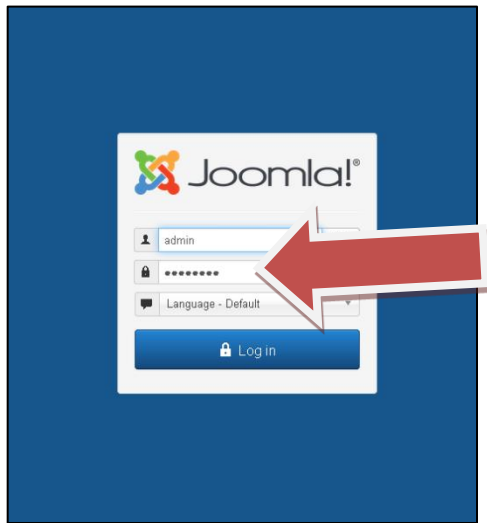 Joomla!®
admin
••••••••
Language - Default
Log in